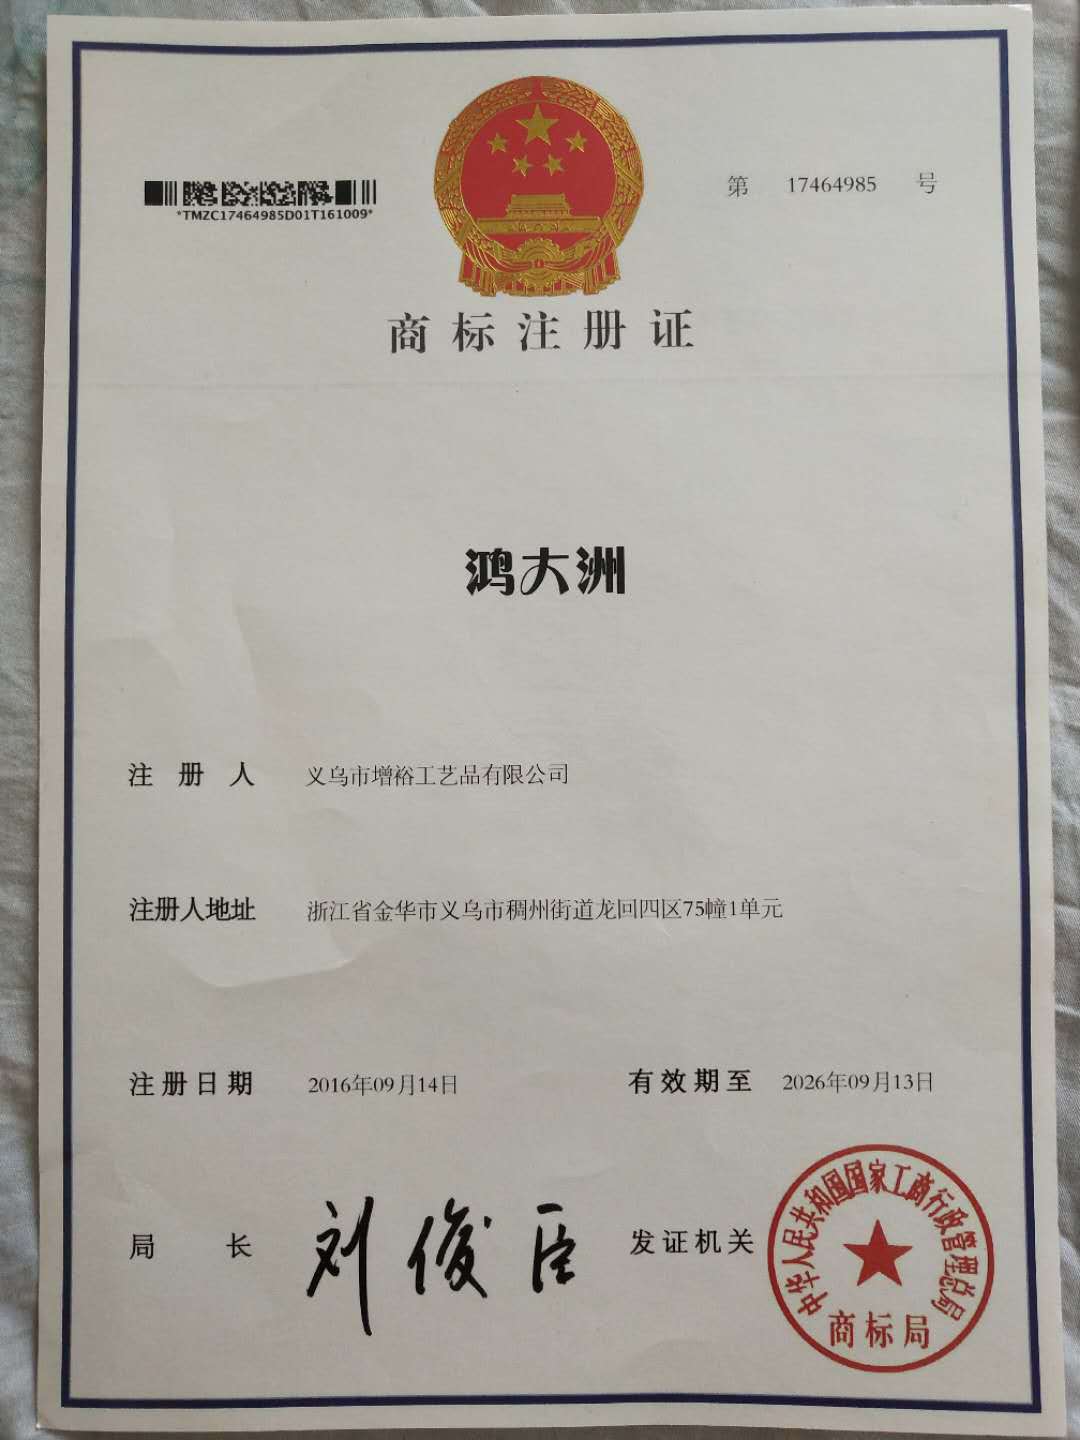 第 17464985 号
*TMZC17464985D01T161009*
商标注册证
鸿大洲
注册人 义乌市增裕工艺品有限公司
注册人地址 浙江省金华市义乌市稠州街道龙回四区75幢1单元
注册日期 2016年09月14日 有效期至 2026年09月13日
局长 刘俊臣 发证机关
中华人民共和国国家工商行政管理总局
商标局